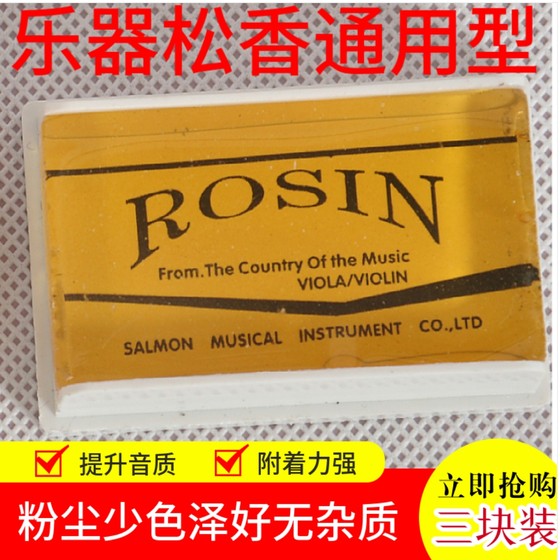 乐器松香通用型
ROSIN
From.The Country Of the Music
VIOLA/VIOLIN
SALMON MUSICAL INSTRUMENT CO.,LTD
提升音质
附着力强
立即抢购
粉尘少色泽好无杂质
三块装